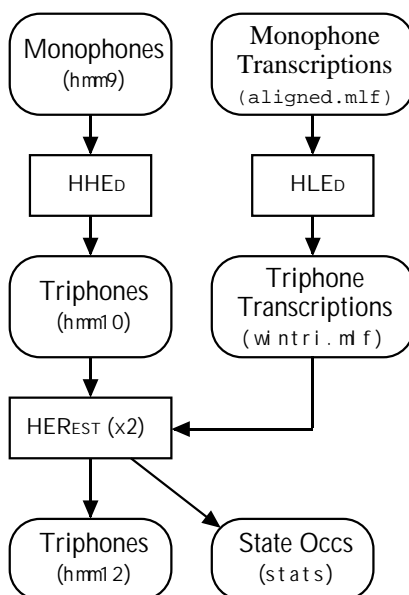 Monophones
(hmm9)
Monophone
Transcriptions
(aligned.mlf)
HHED
HLED
Triphones
(hmm10)
Triphone
Transcriptions
(wintri.mlf)
HEREST (x2)
Triphones
(hmm12)
State Occs
(stats)